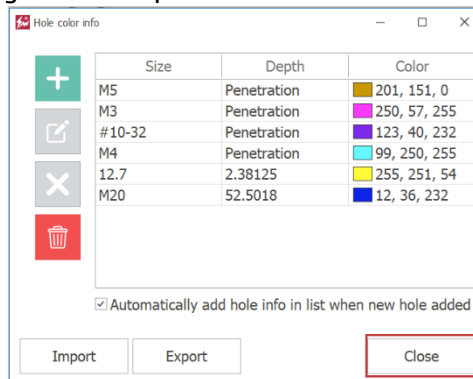 Hole color info
Size Depth Color
M5 Penetration 201, 151, 0
M3 Penetration 250, 57, 255
#10-32 Penetration 123, 40, 232
M4 Penetration 99, 250, 255
12.7 2.38125 255, 251, 54
M20 52.5018 12, 36, 232
Automatically add hole info in list when new hole added
Import Export Close